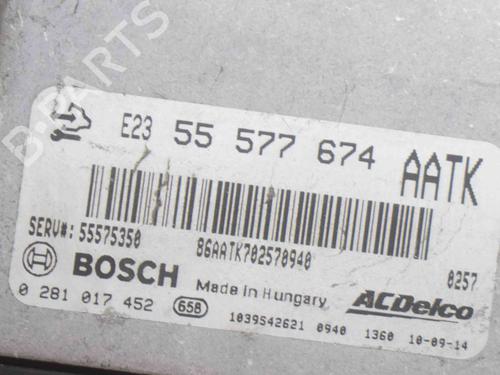 B-PARTS
E23 55 577 674 AATK
SERV#: 55575350 86AATK702570940 0257
BOSCH Made in Hungary ACDelco
0 281 017 452 658 1039S42621 0940 1360 10-09-14